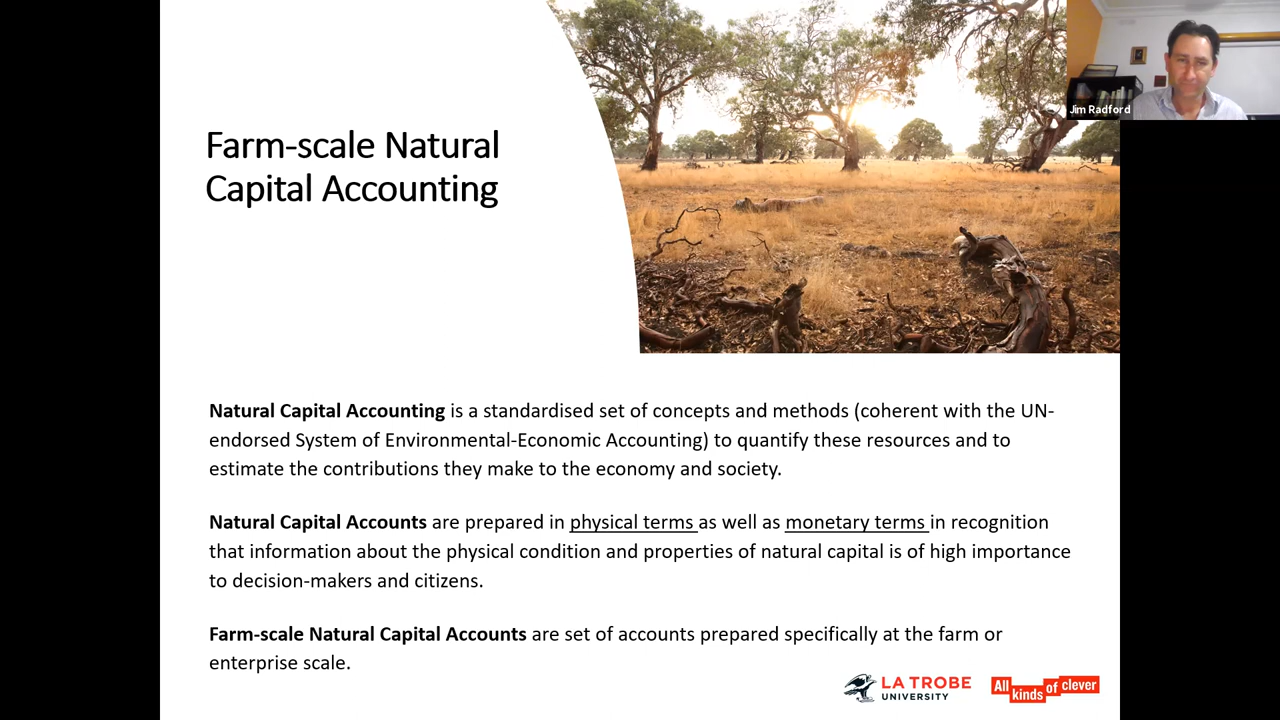 Jim Radford
Farm-scale Natural
Capital Accounting
Natural Capital Accounting is a standardised set of concepts and methods (coherent with the UN-
endorsed System of Environmental-Economic Accounting) to quantify these resources and to
estimate the contributions they make to the economy and society.
Natural Capital Accounts are prepared in physical terms as well as monetary terms in recognition
that information about the physical condition and properties of natural capital is of high importance
to decision-makers and citizens.
Farm-scale Natural Capital Accounts are set of accounts prepared specifically at the farm or
enterprise scale.
LA TROBE
UNIVERSITY
All kinds of clever